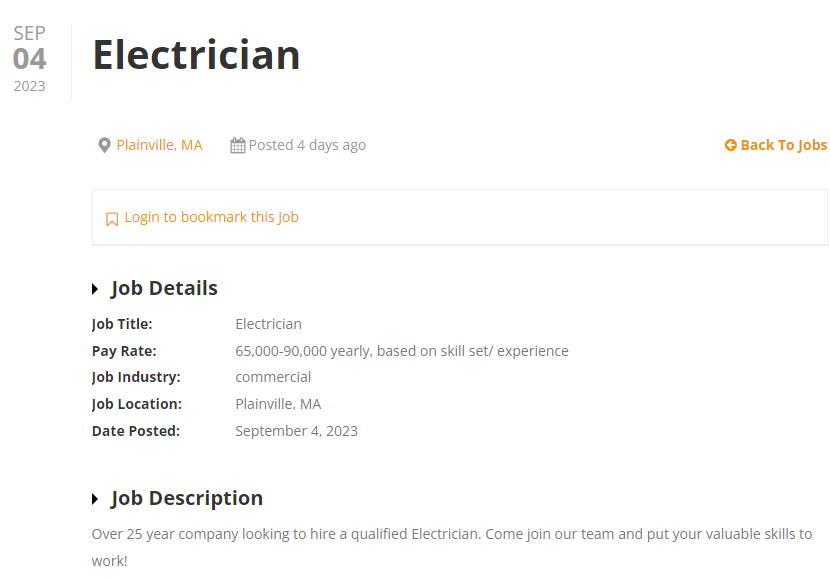 SEP
04
2023
Electrician
Plainville, MA Posted 4 days ago Back To Jobs
Login to bookmark this Job
Job Details
Job Title: Electrician
Pay Rate: 65,000-90,000 yearly, based on skill set/ experience
Job Industry: commercial
Job Location: Plainville, MA
Date Posted: September 4, 2023
Job Description
Over 25 year company looking to hire a qualified Electrician. Come join our team and put your valuable skills to
work!